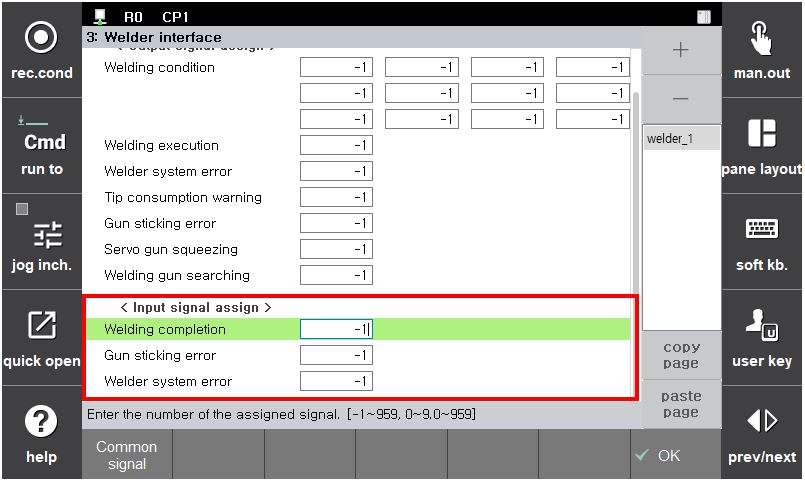 R0 CP1
3: Welder interface
rec.cond
Cmd
run to
jog inch.
quick open
help
< Output signal assign >
Welding condition -1 -1 -1 -1
-1 -1 -1 -1
-1 -1 -1 -1
Welding execution -1
Welder system error -1
Tip consumption warning -1
Gun sticking error -1
Servo gun squeezing -1
Welding gun searching -1
< Input signal assign >
Welding completion -1
Gun sticking error -1
Welder system error -1
Enter the number of the assigned signal. [-1~959, 0~9.0~959]
Common
signal
OK
+
-
welder_1
copy
page
paste
page
man.out
pane layout
soft kb.
U
user key
prev/next